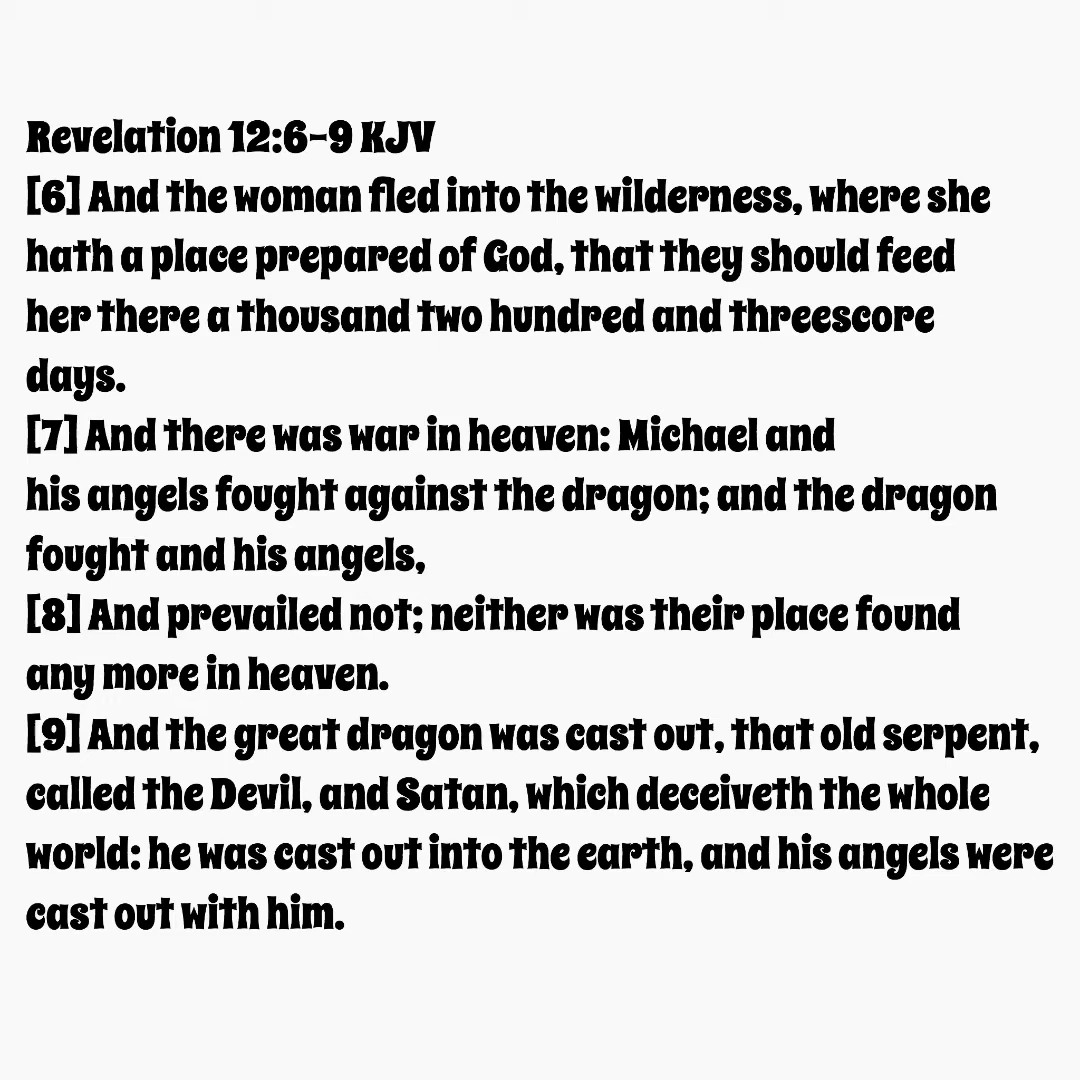 Revelation 12:6-9 KJV
[6] And the woman fled into the wilderness, where she
hath a place prepared of God, that they should feed
her there a thousand two hundred and threescore
days.
[7] And there was war in heaven: Michael and
his angels fought against the dragon; and the dragon
fought and his angels,
[8] And prevailed not; neither was their place found
any more in heaven.
[9] And the great dragon was cast out, that old serpent,
called the Devil, and Satan, which deceiveth the whole
world: he was cast out into the earth, and his angels were
cast out with him.